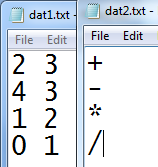 dat1.txt -
File Edit
2 3
4 3
1 2
0 1
dat2.txt -
File Edit
+
-
*
/